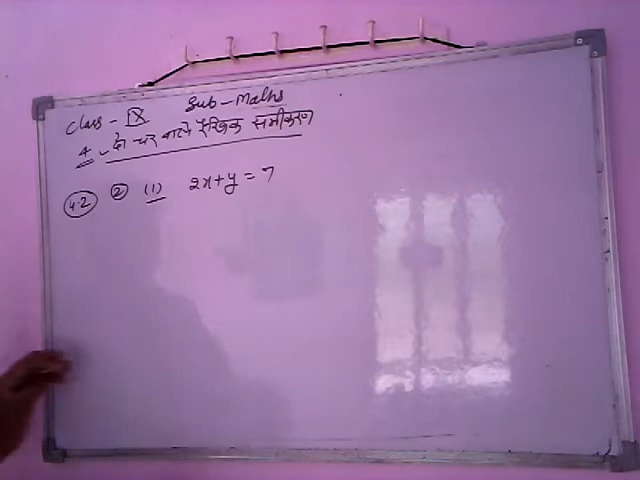 Class - IX Sub - Maths
4 - दो चर वाले रैखिक समीकरण
4.2 2 (1) 2x + y = 7